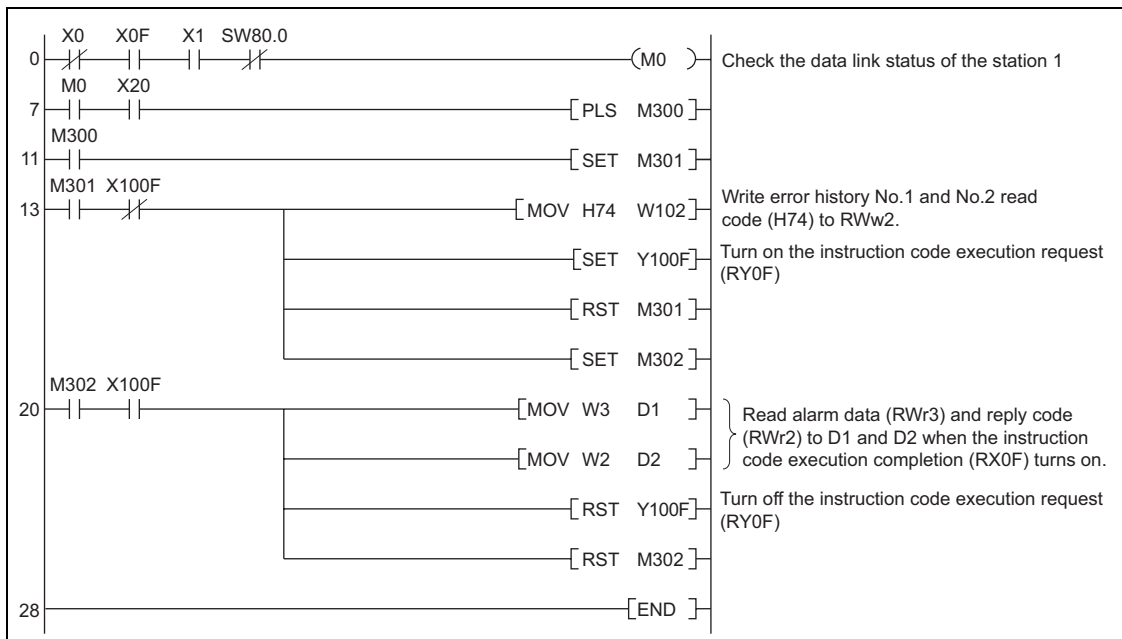 X0 X0F X1 SW80.0
0 M0 Check the data link status of the station 1
M0 X20
7 PLS M300
M300
11 SET M301
M301 X100F
13 MOV H74 W102 Write error history No.1 and No.2 read
code (H74) to RWw2.
SET Y100F Turn on the instruction code execution request
(RY0F)
RST M301
SET M302
M302 X100F
20 MOV W3 D1 Read alarm data (RWr3) and reply code
(RWr2) to D1 and D2 when the instruction
MOV W2 D2 code execution completion (RX0F) turns on.
RST Y100F Turn off the instruction code execution request
(RY0F)
RST M302
28 END